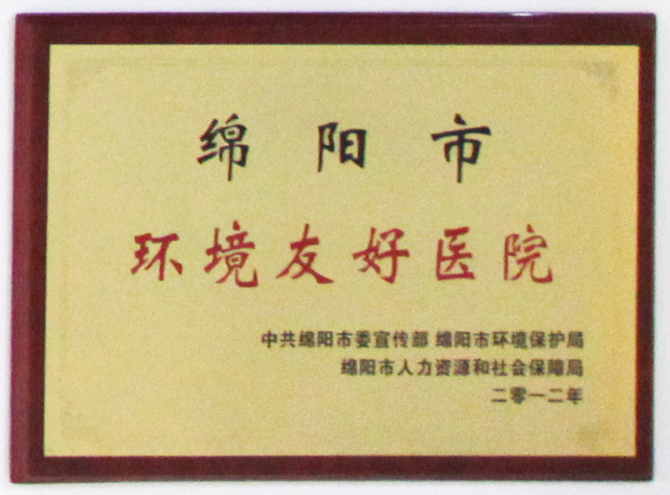 绵阳市
环境友好医院
中共绵阳市委宣传部 绵阳市环境保护局
绵阳市人力资源和社会保障局
二零一二年